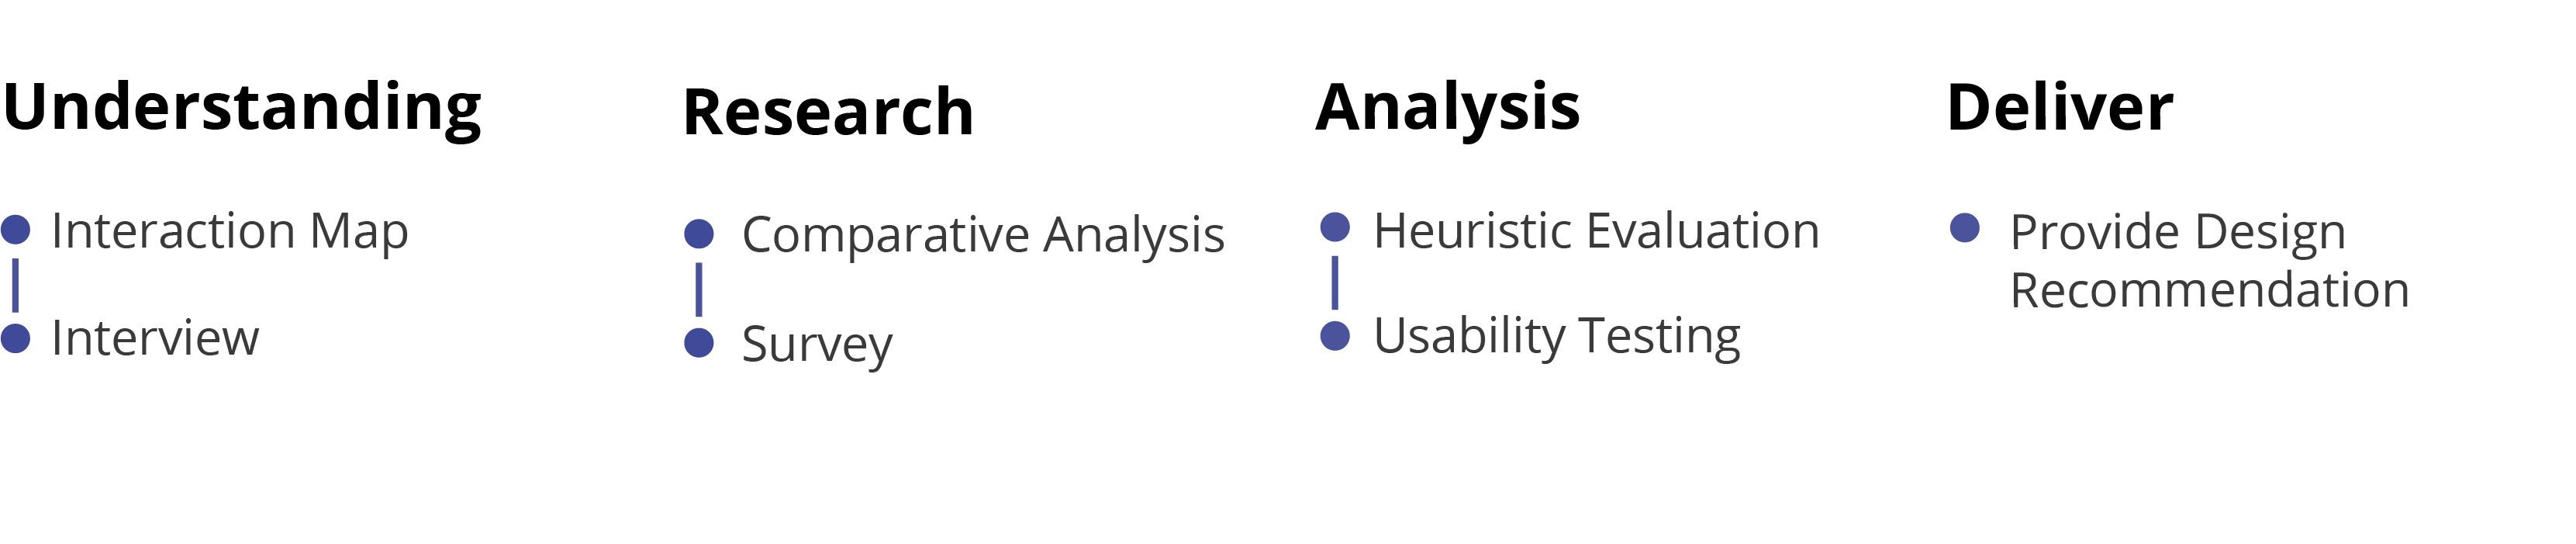 Understanding
Interaction Map
Interview
Research
Comparative Analysis
Survey
Analysis
Heuristic Evaluation
Usability Testing
Deliver
Provide Design
Recommendation